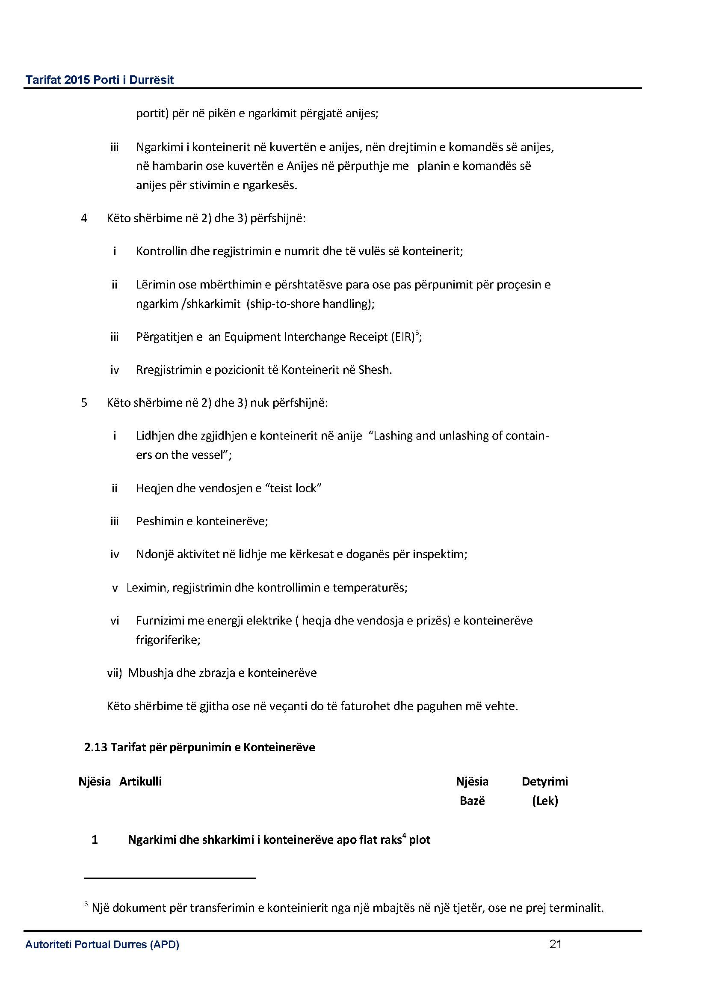 Tarifat 2015 Porti i Durrësit
portit) për në pikën e ngarkimit përgjatë anijes;
iii Ngarkimi i konteinerit në kuvertën e anijes, nën drejtimin e komandës së anijes,
në hambarin ose kuvertën e Anijes në përputhje me planin e komandës së
anijes për stivimin e ngarkesës.
4 Këto shërbime në 2) dhe 3) përfshijnë:
i Kontrollin dhe regjistrimin e numrit dhe të vulës së konteinerit;
ii Lërimin ose mbërthimin e përshtatësve para ose pas përpunimit për proçesin e
ngarkim /shkarkimit (ship-to-shore handling);
iii Përgatitjen e an Equipment Interchange Receipt (EIR)³;
iv Rregjistrimin e pozicionit të Konteinerit në Shesh.
5 Këto shërbime në 2) dhe 3) nuk përfshijnë:
i Lidhjen dhe zgjidhjen e konteinerit në anije “Lashing and unlashing of contain-
ers on the vessel”;
ii Heqjen dhe vendosjen e “teist lock”
iii Peshimin e konteinerëve;
iv Ndonjë aktivitet në lidhje me kërkesat e doganës për inspektim;
v Leximin, regjistrimin dhe kontrollimin e temperaturës;
vi Furnizimi me energji elektrike ( heqja dhe vendosja e prizës) e konteinerëve
frigoriferike;
vii) Mbushja dhe zbrazja e konteinerëve
Këto shërbime të gjitha ose në veçanti do të faturohet dhe paguhen më vehte.
2.13 Tarifat për përpunimin e Konteinerëve
Njësia Artikulli Njësia Detyrimi
Bazë (Lek)
1 Ngarkimi dhe shkarkimi i konteinerëve apo flat raks⁴ plot
³ Një dokument për transferimin e konteinierit nga një mbajtës në një tjetër, ose ne prej terminalit.
Autoriteti Portual Durres (APD) 21